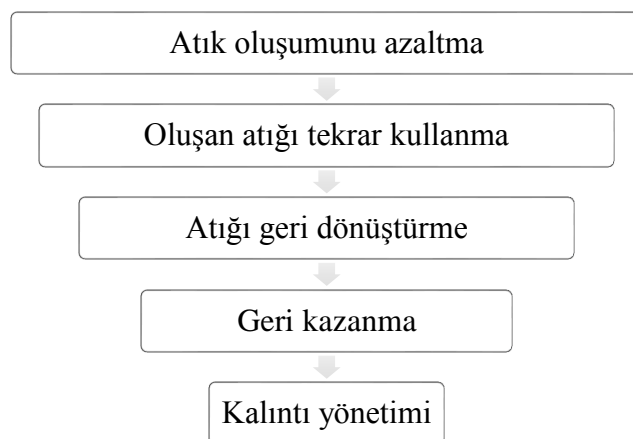 Atık oluşumunu azaltma
Oluşan atığı tekrar kullanma
Atığı geri dönüştürme
Geri kazanma
Kalıntı yönetimi